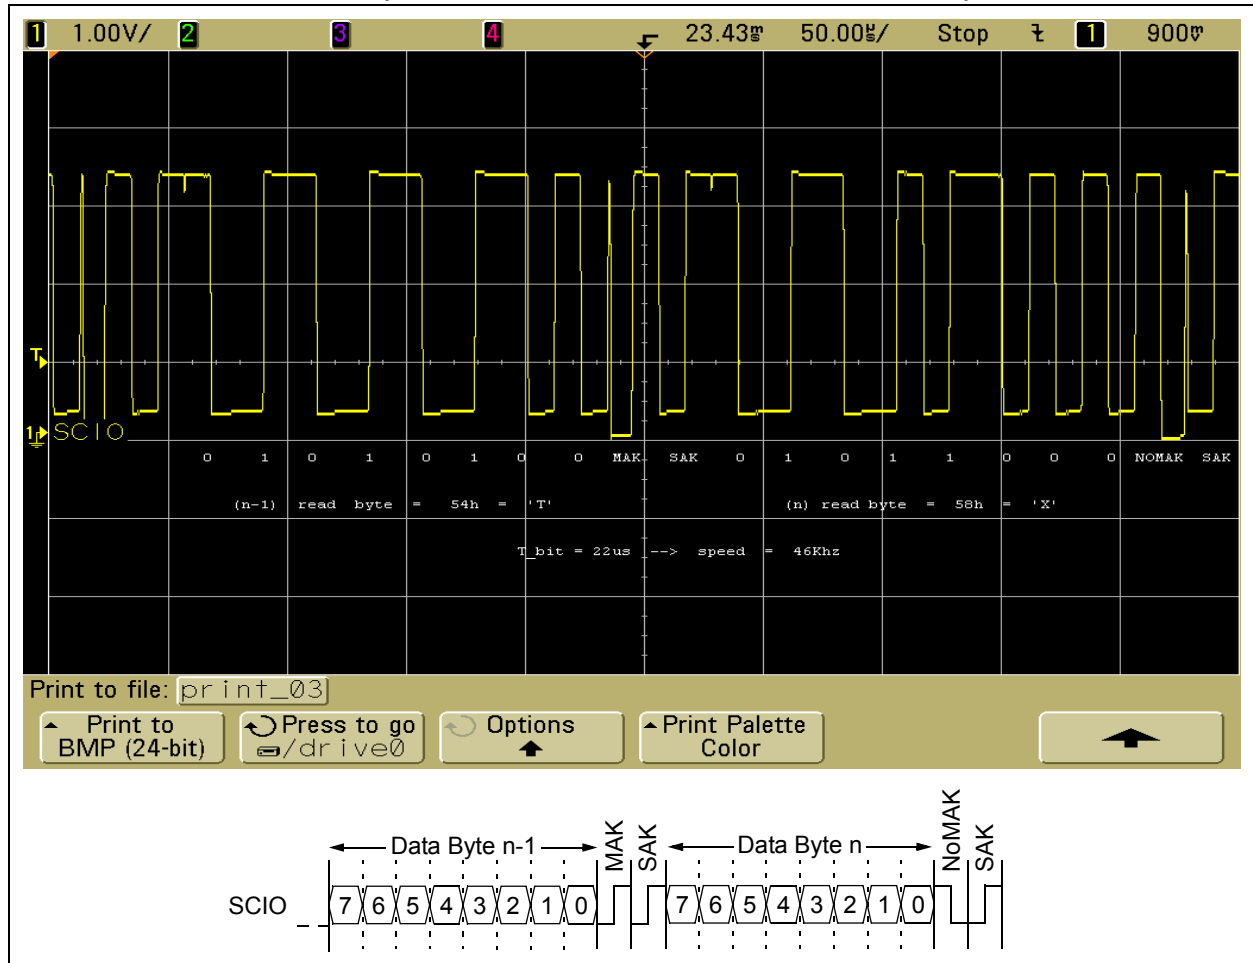 1 1.00V/ 2 3 4 23.43ms 50.00us/ Stop 1 900mV
T
1 SCIO
0 1 0 1 0 1 0 0 MAK SAK 0 1 0 1 1 0 0 0 NOMAK SAK
(n-1) read byte = 54h = 'T' (n) read byte = 58h = 'X'
T_bit = 22us --> speed = 46Khz
Print to file: print_03
Print to BMP (24-bit)
Press to go /drive0
Options
Print Palette Color
Data Byte n-1 MAK SAK Data Byte n NoMAK SAK
SCIO 7 6 5 4 3 2 1 0 7 6 5 4 3 2 1 0